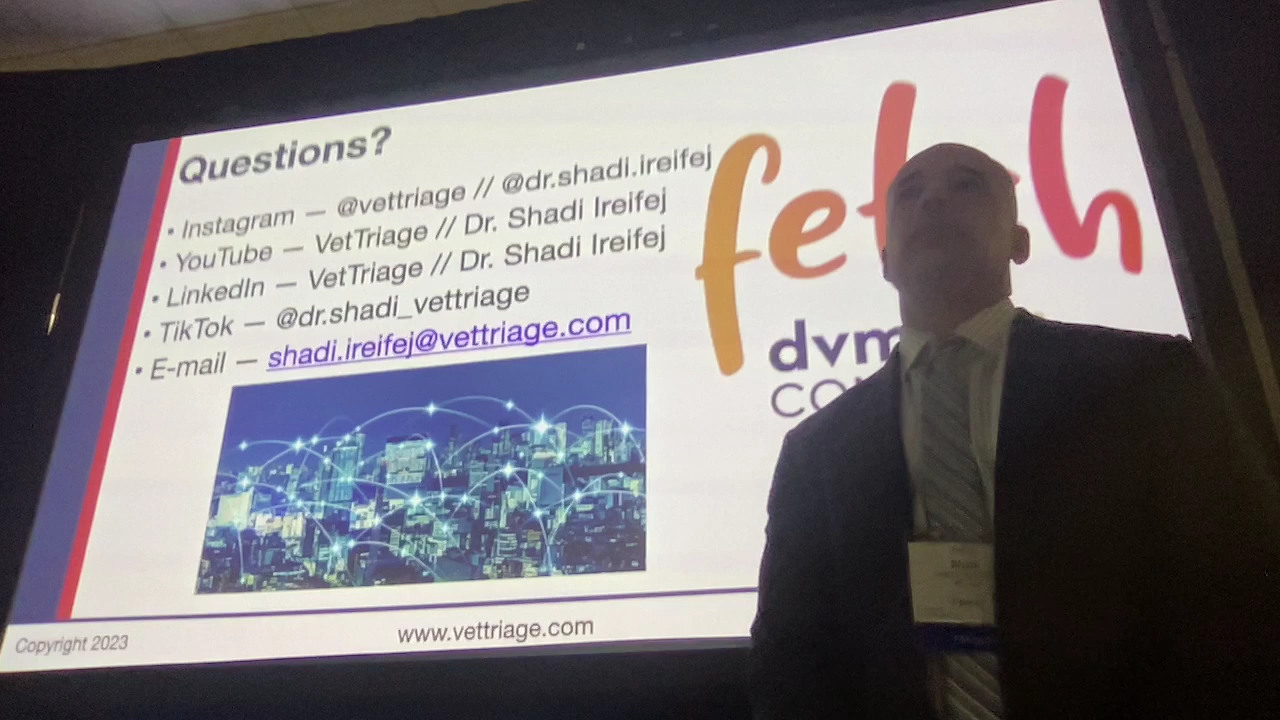 Questions?
• Instagram — @vettriage // @dr.shadi.ireifej
• YouTube — VetTriage // Dr. Shadi Ireifej
• LinkedIn — VetTriage // Dr. Shadi Ireifej
• TikTok — @dr.shadi_vettriage
• E-mail — shadi.ireifej@vettriage.com
fetch
Copyright 2023
www.vettriage.com